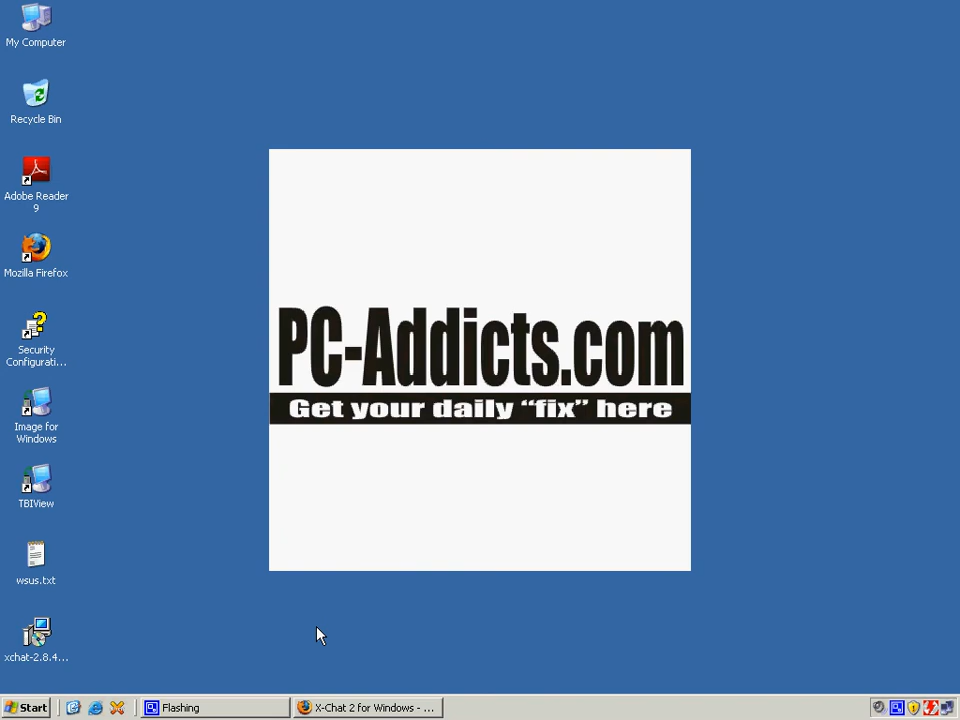 My Computer
Recycle Bin
Adobe Reader
9
Mozilla Firefox
Security
Configurati...
Image for
Windows
TBIView
wsus.txt
xchat-2.8.4...
PC-Addicts.com
Get your daily “fix” here
Start
Flashing
X-Chat 2 for Windows - ...